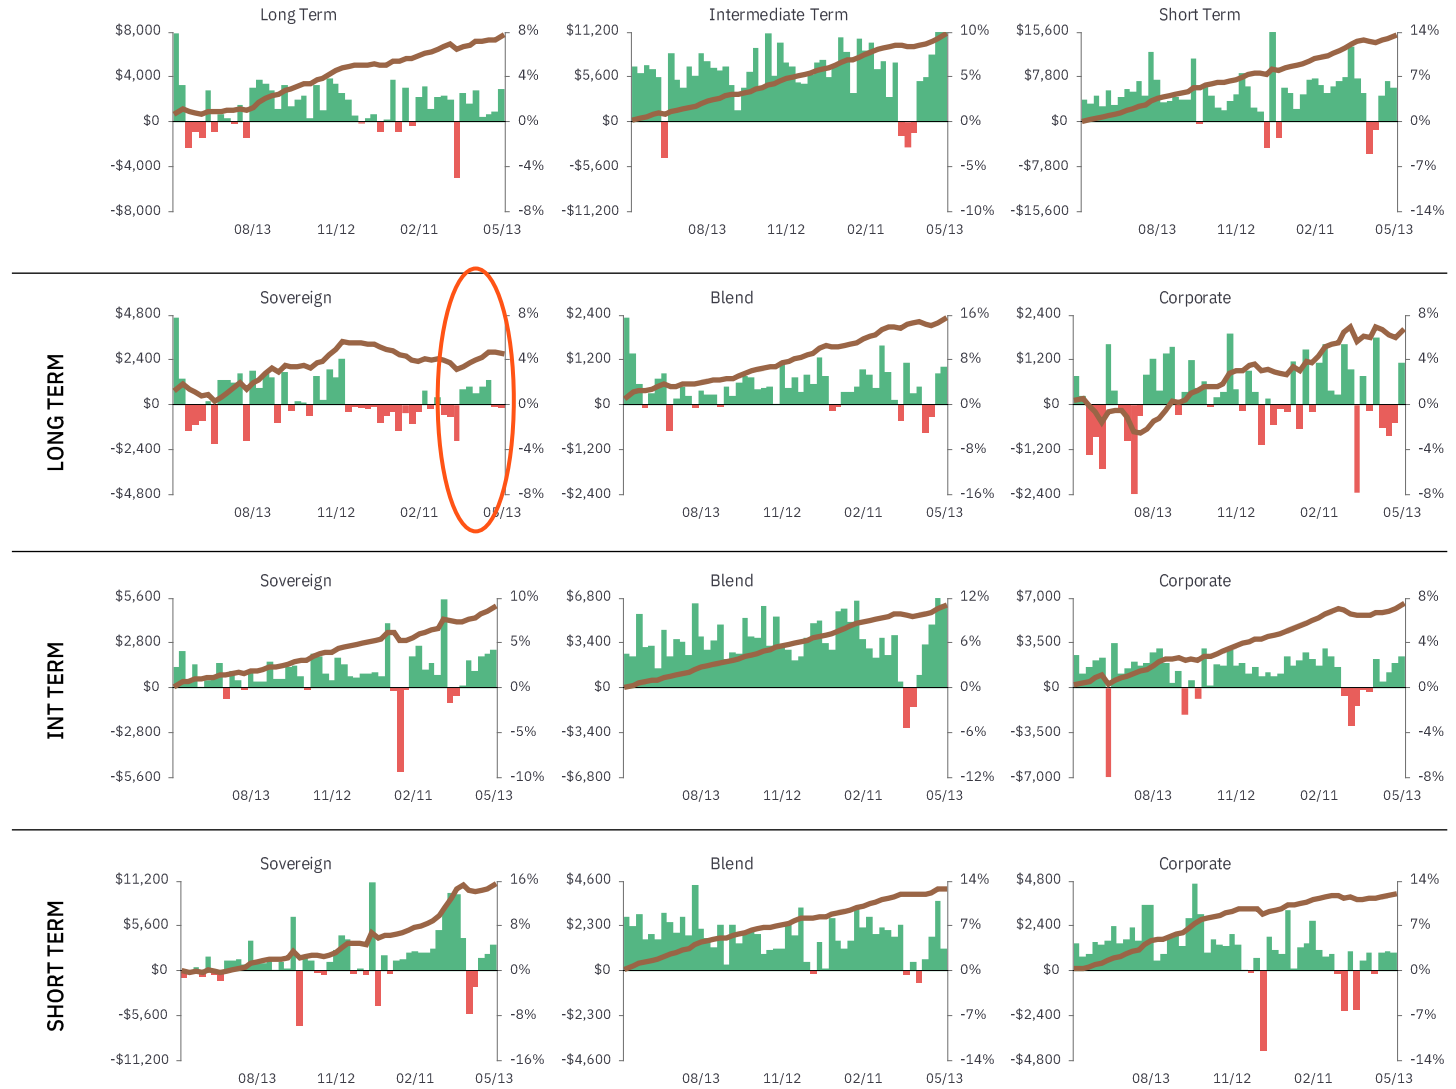 Long Term Intermediate Term Short Term
$8,000 8% $11,200 10% $15,600 14%
$4,000 4% $5,600 5% $7,800 7%
$0 0% $0 0% $0 0%
-$4,000 -4% -$5,600 -5% -$7,800 -7%
-$8,000 -8% -$11,200 -10% -$15,600 -14%
08/13 11/12 02/11 05/13 08/13 11/12 02/11 05/13 08/13 11/12 02/11 05/13
LONG TERM
Sovereign Blend Corporate
$4,800 8% $2,400 16% $2,400 8%
$2,400 4% $1,200 8% $1,200 4%
$0 0% $0 0% $0 0%
-$2,400 -4% -$1,200 -8% -$1,200 -4%
-$4,800 -8% -$2,400 -16% -$2,400 -8%
08/13 11/12 02/11 05/13 08/13 11/12 02/11 05/13 08/13 11/12 02/11 05/13
INT TERM
Sovereign Blend Corporate
$5,600 10% $6,800 12% $7,000 8%
$2,800 5% $3,400 6% $3,500 4%
$0 0% $0 0% $0 0%
-$2,800 -5% -$3,400 -6% -$3,500 -4%
-$5,600 -10% -$6,800 -12% -$7,000 -8%
08/13 11/12 02/11 05/13 08/13 11/12 02/11 05/13 08/13 11/12 02/11 05/13
SHORT TERM
Sovereign Blend Corporate
$11,200 16% $4,600 14% $4,800 14%
$5,600 8% $2,300 7% $2,400 7%
$0 0% $0 0% $0 0%
-$5,600 -8% -$2,300 -7% -$2,400 -7%
-$11,200 -16% -$4,600 -14% -$4,800 -14%
08/13 11/12 02/11 05/13 08/13 11/12 02/11 05/13 08/13 11/12 02/11 05/13